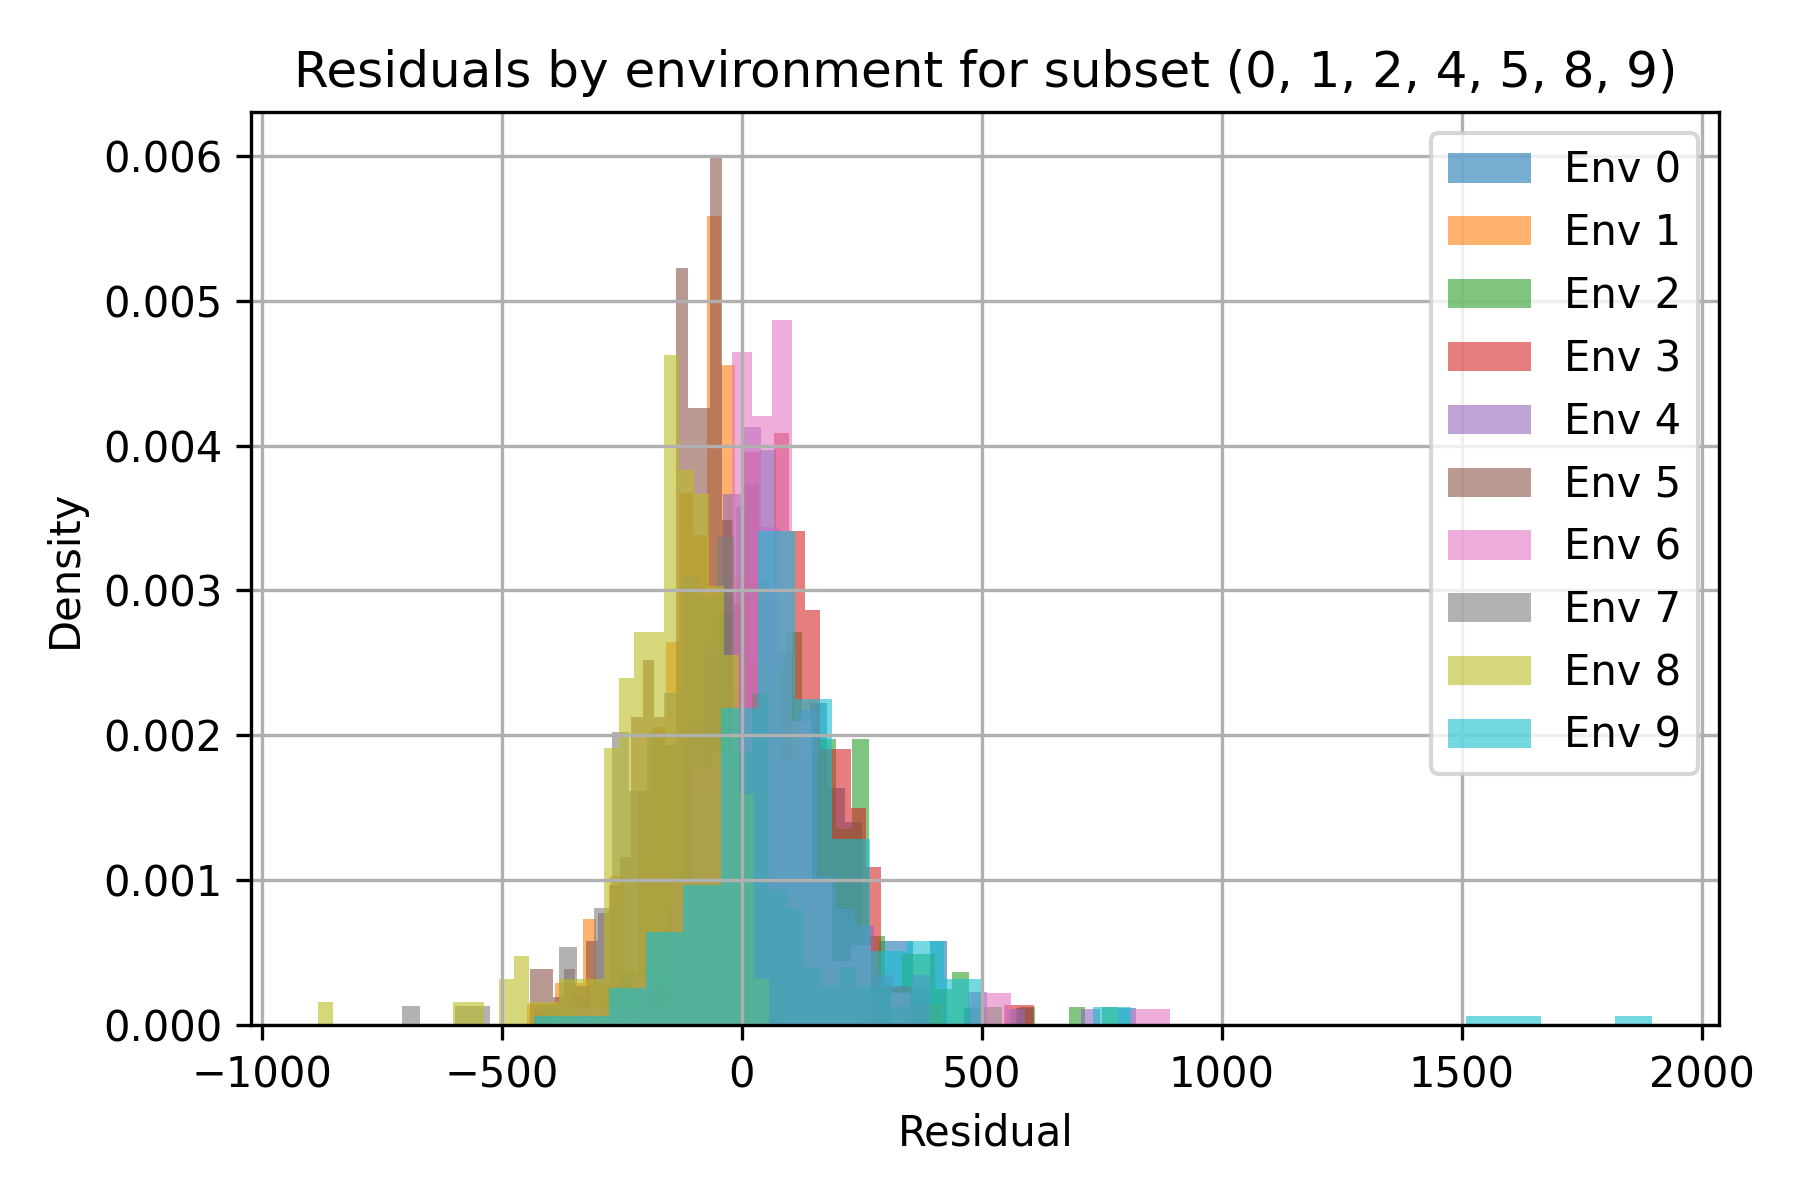 Residuals by environment for subset (0, 1, 2, 4, 5, 8, 9)
0.006
0.005
0.004
0.003
0.002
0.001
0.000
Density
Env 0
Env 1
Env 2
Env 3
Env 4
Env 5
Env 6
Env 7
Env 8
Env 9
−1000 −500 0 500 1000 1500 2000
Residual